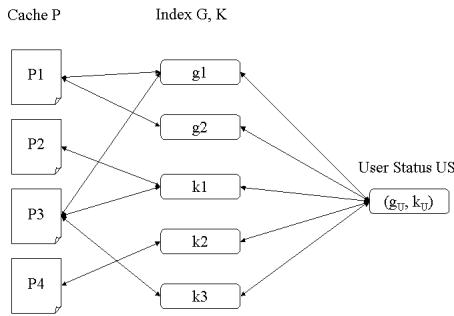 Cache P
Index G, K
P1
g1
g2
P2
User Status US
k1
(gU, kU)
P3
k2
P4
k3